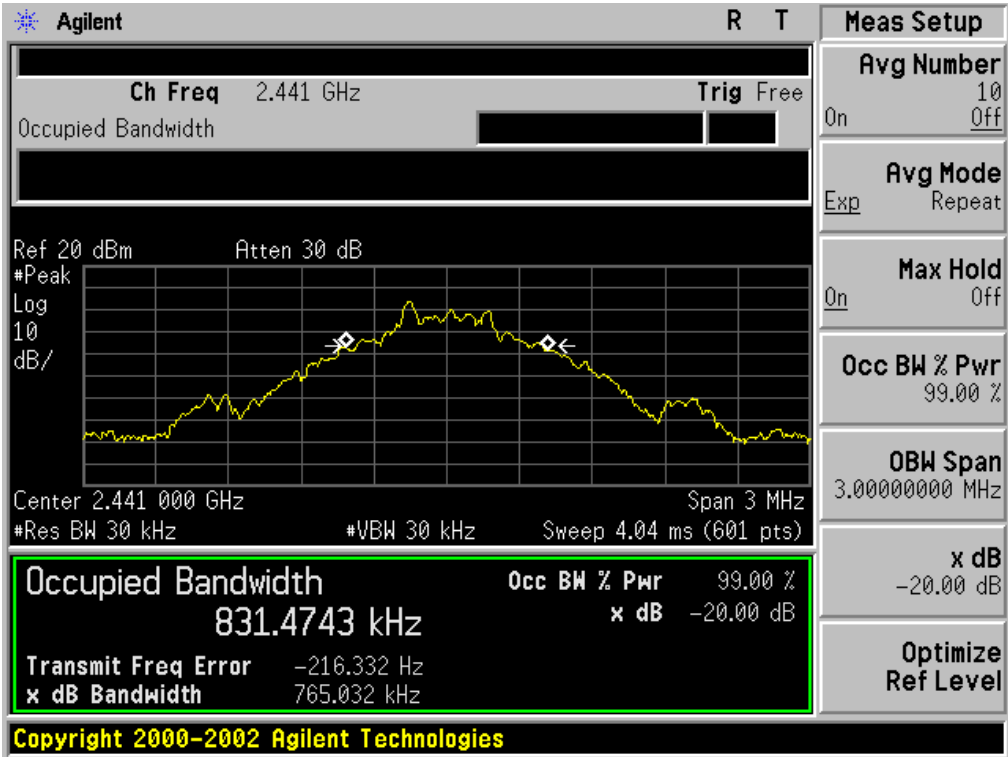 Agilent R T
Ch Freq 2.441 GHz Trig Free
Occupied Bandwidth
Ref 20 dBm Atten 30 dB
#Peak
Log
10
dB/
Center 2.441 000 GHz Span 3 MHz
#Res BW 30 kHz #VBW 30 kHz Sweep 4.04 ms (601 pts)
Occupied Bandwidth Occ BW % Pwr 99.00 %
831.4743 kHz x dB -20.00 dB
Transmit Freq Error -216.332 Hz
x dB Bandwidth 765.032 kHz
Copyright 2000-2002 Agilent Technologies
Meas Setup
Avg Number
10
On Off
Avg Mode
Exp Repeat
Max Hold
On Off
Occ BW % Pwr
99.00 %
OBW Span
3.00000000 MHz
x dB
-20.00 dB
Optimize
Ref Level